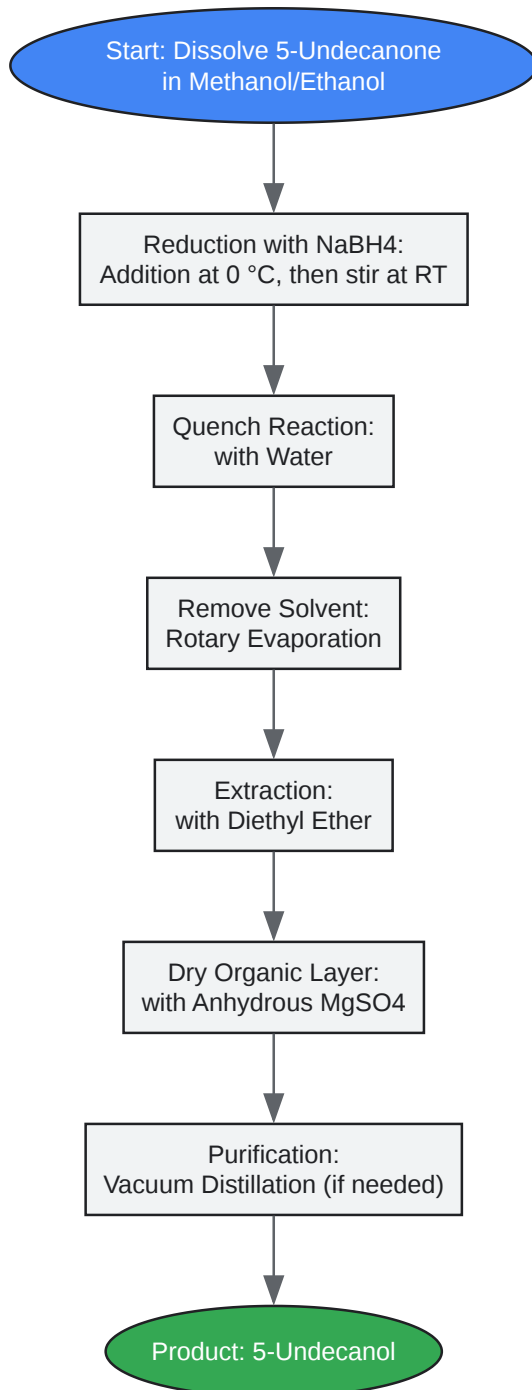 Start: Dissolve 5-Undecanone
in Methanol/Ethanol
Reduction with NaBH4:
Addition at 0 °C, then stir at RT
Quench Reaction:
with Water
Remove Solvent:
Rotary Evaporation
Extraction:
with Diethyl Ether
Dry Organic Layer:
with Anhydrous MgSO4
Purification:
Vacuum Distillation (if needed)
Product: 5-Undecanol